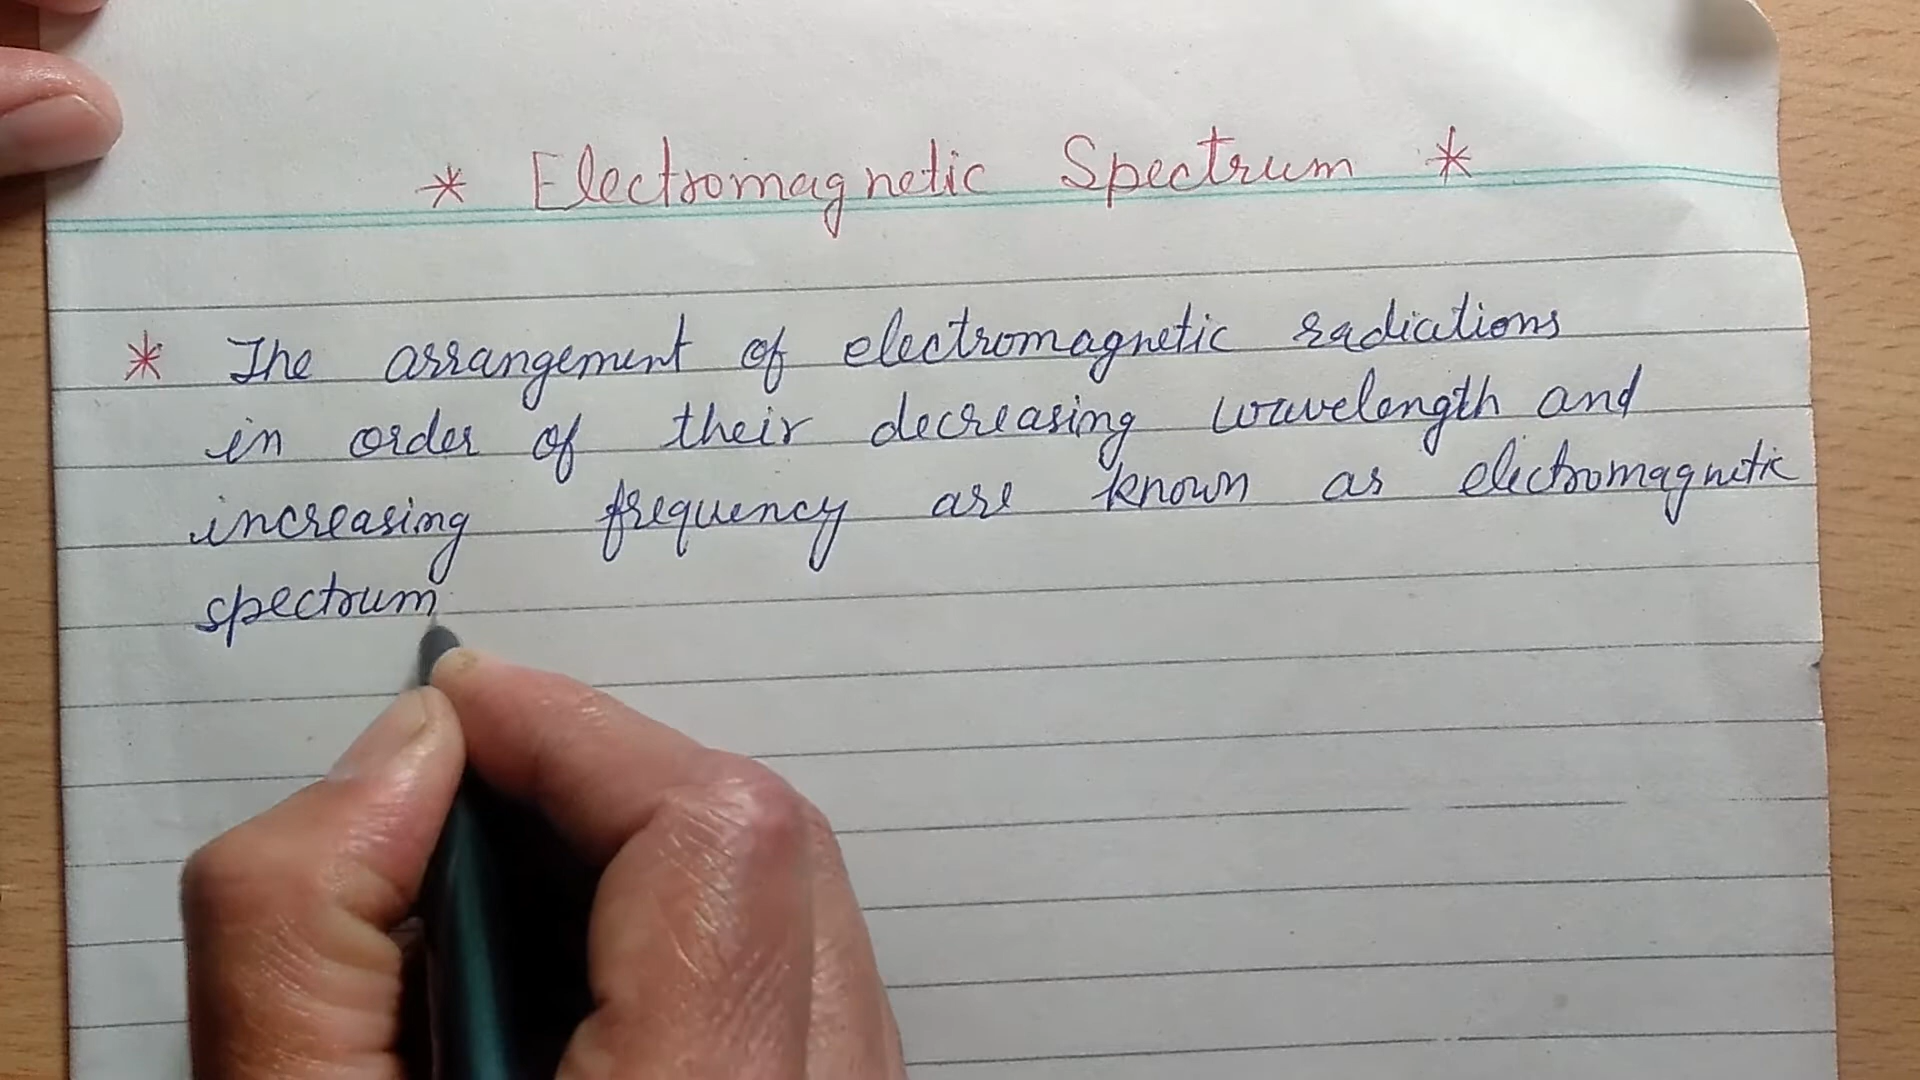 * Electromagnetic Spectrum *
* The arrangement of electromagnetic radiations
in order of their decreasing wavelength and
increasing frequency are known as electromagnetic
spectrum